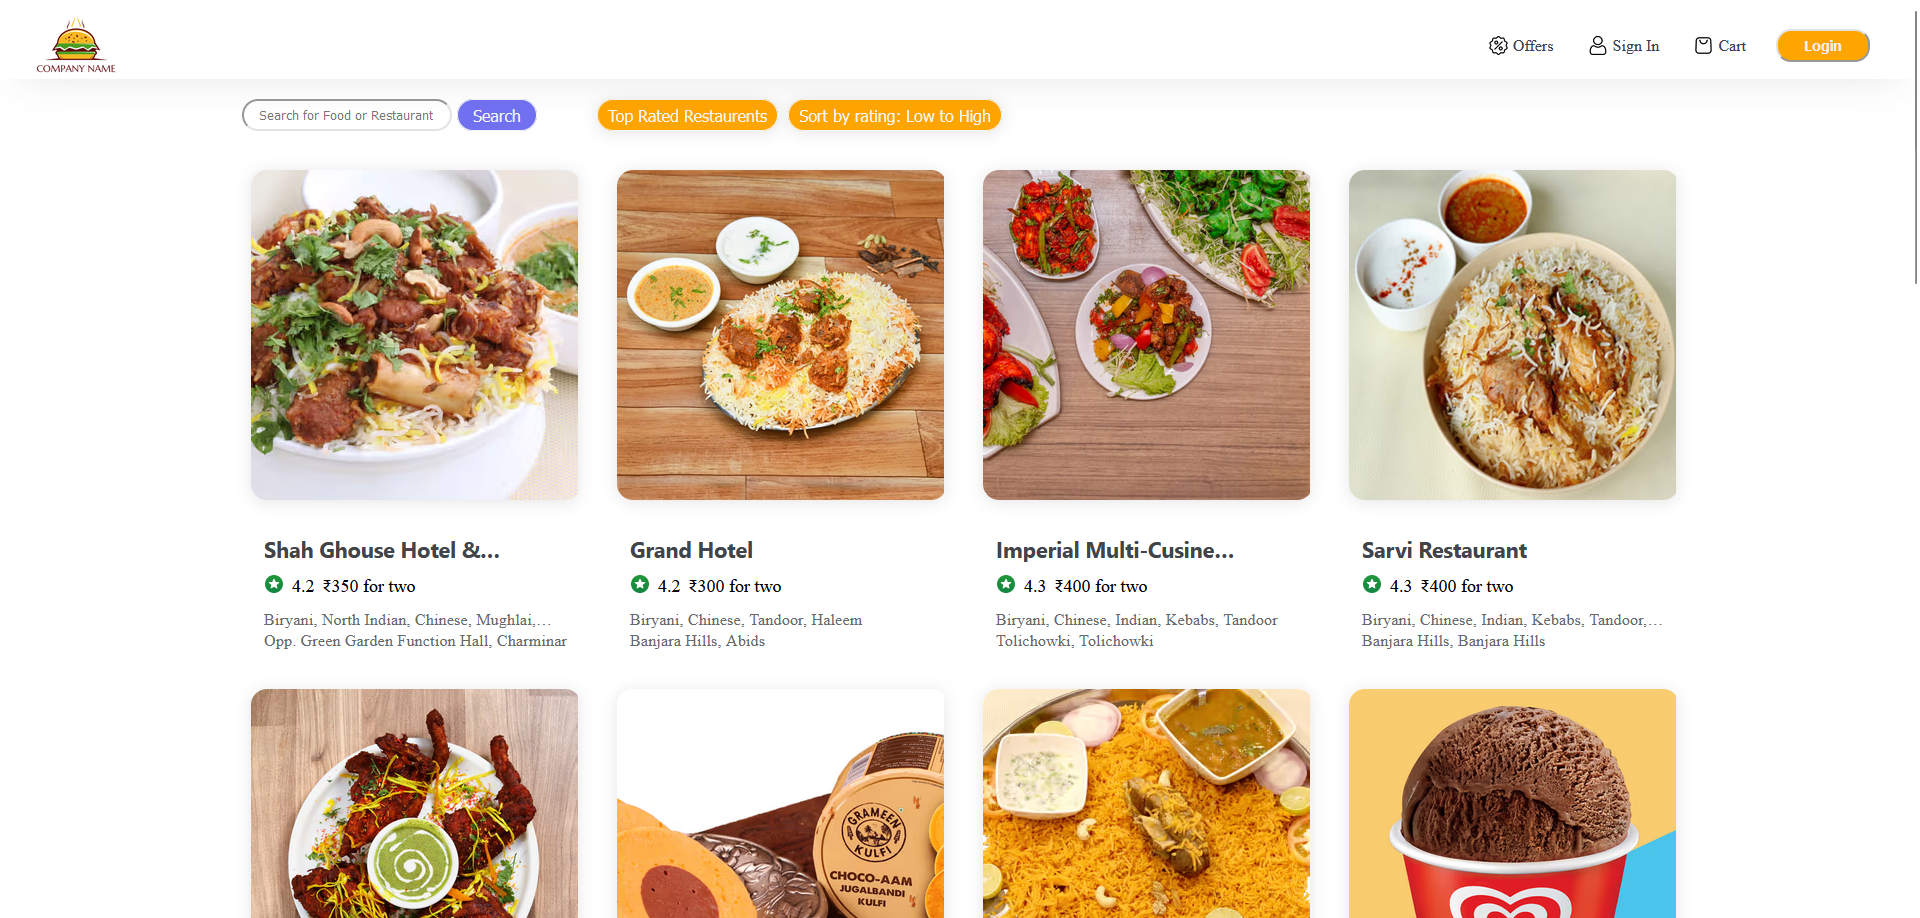 COMPANY NAME
Offers
Sign In
Cart
Login
Search for Food or Restaurant
Search
Top Rated Restaurents
Sort by rating: Low to High
Shah Ghouse Hotel &...
4.2 ₹350 for two
Biryani, North Indian, Chinese, Mughlai,...
Opp. Green Garden Function Hall, Charminar
Grand Hotel
4.2 ₹300 for two
Biryani, Chinese, Tandoor, Haleem
Banjara Hills, Abids
Imperial Multi-Cusine...
4.3 ₹400 for two
Biryani, Chinese, Indian, Kebabs, Tandoor
Tolichowki, Tolichowki
Sarvi Restaurant
4.3 ₹400 for two
Biryani, Chinese, Indian, Kebabs, Tandoor,...
Banjara Hills, Banjara Hills
GRAMEEN
KULFI
CHOCO-AAM
JUGALBANDI
KULFI